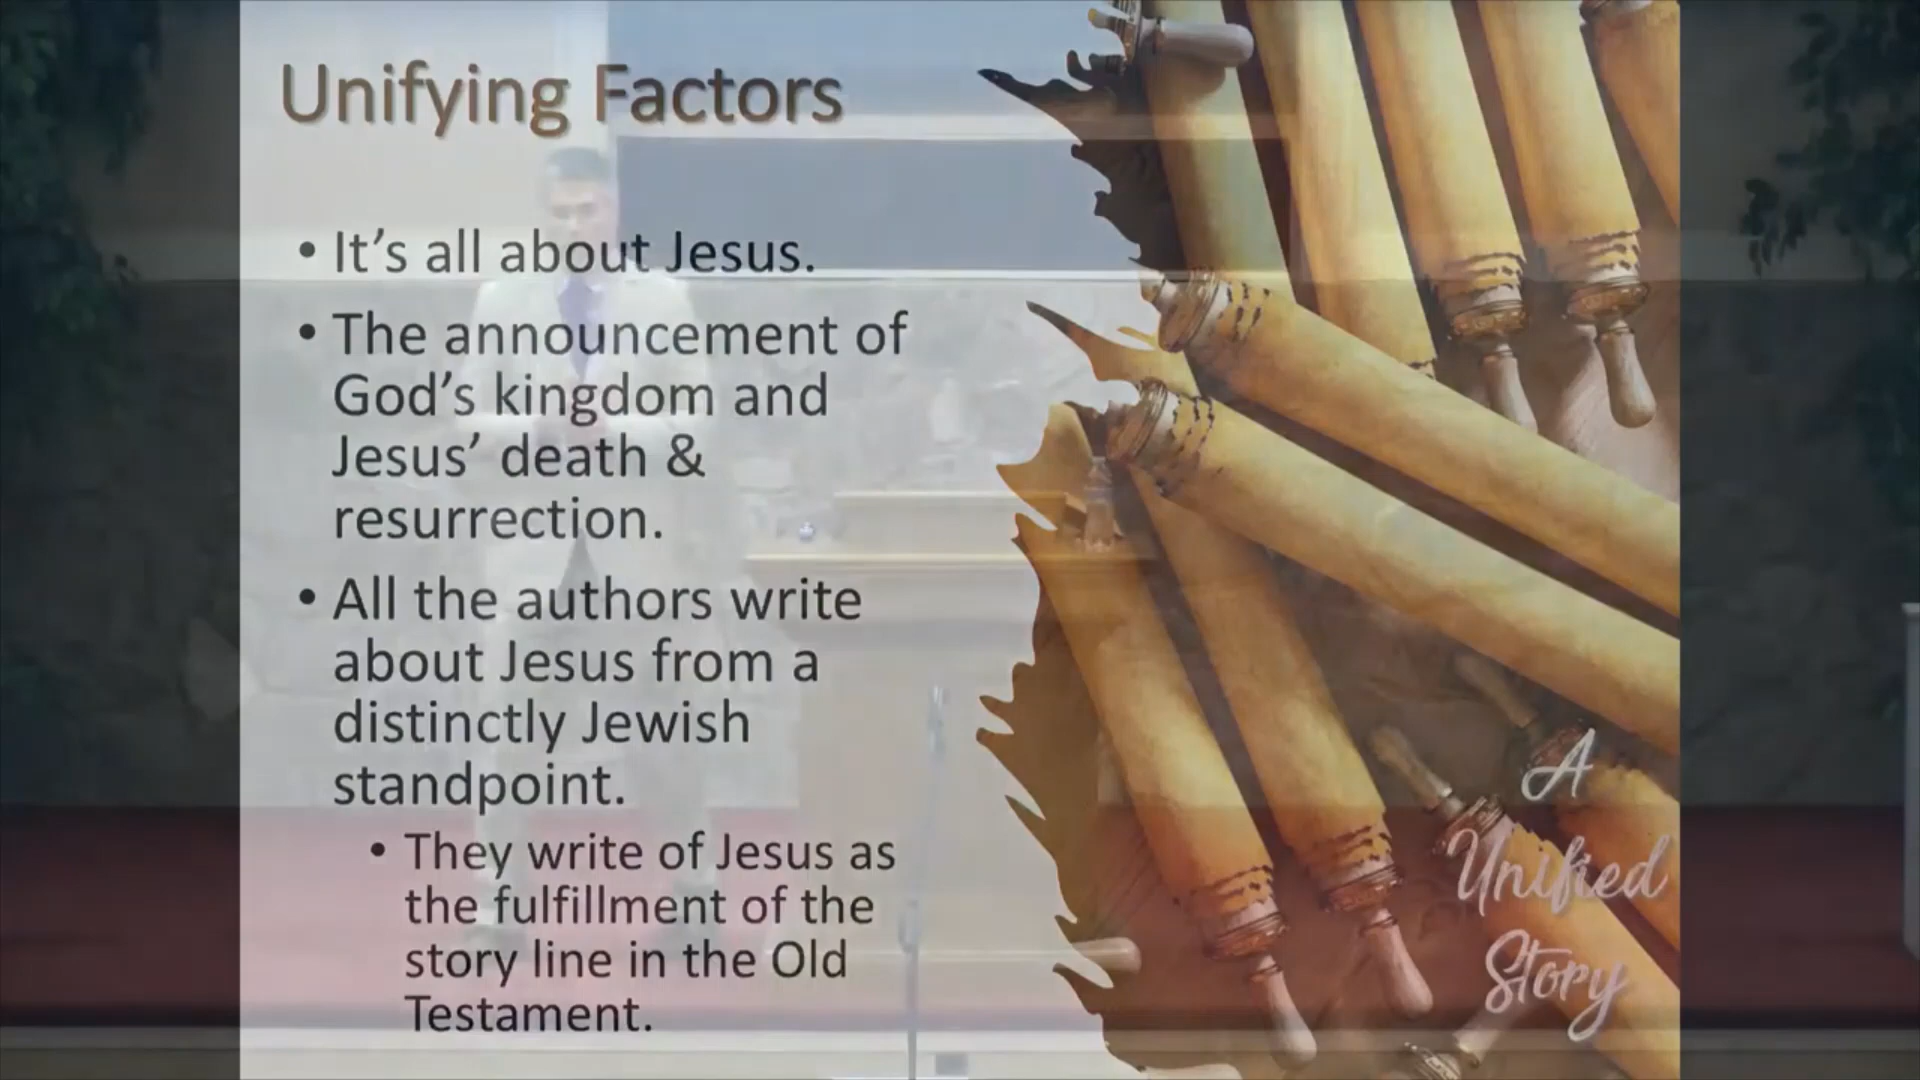 Unifying Factors
• It’s all about Jesus.
• The announcement of
God’s kingdom and
Jesus’ death &
resurrection.
• All the authors write
about Jesus from a
distinctly Jewish
standpoint.
• They write of Jesus as
the fulfillment of the
story line in the Old
Testament.
A
Unified
Story